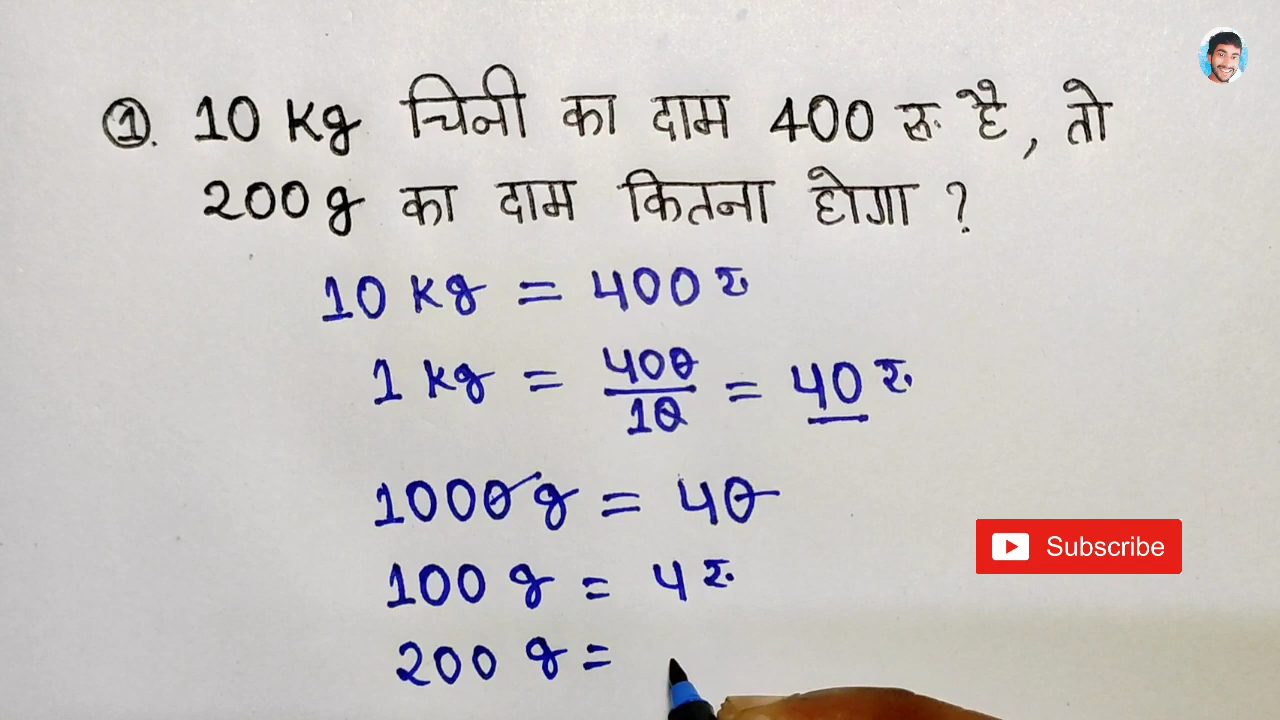 ①. 10 Kg चिनी का दाम 400 रु॰ है, तो
200g का दाम कितना होगा ?
10 Kg = 400 रु
1 Kg = 400/10 = 40 रु.
1000 g = 40
100 g = 4 रु.
200 g =
Subscribe